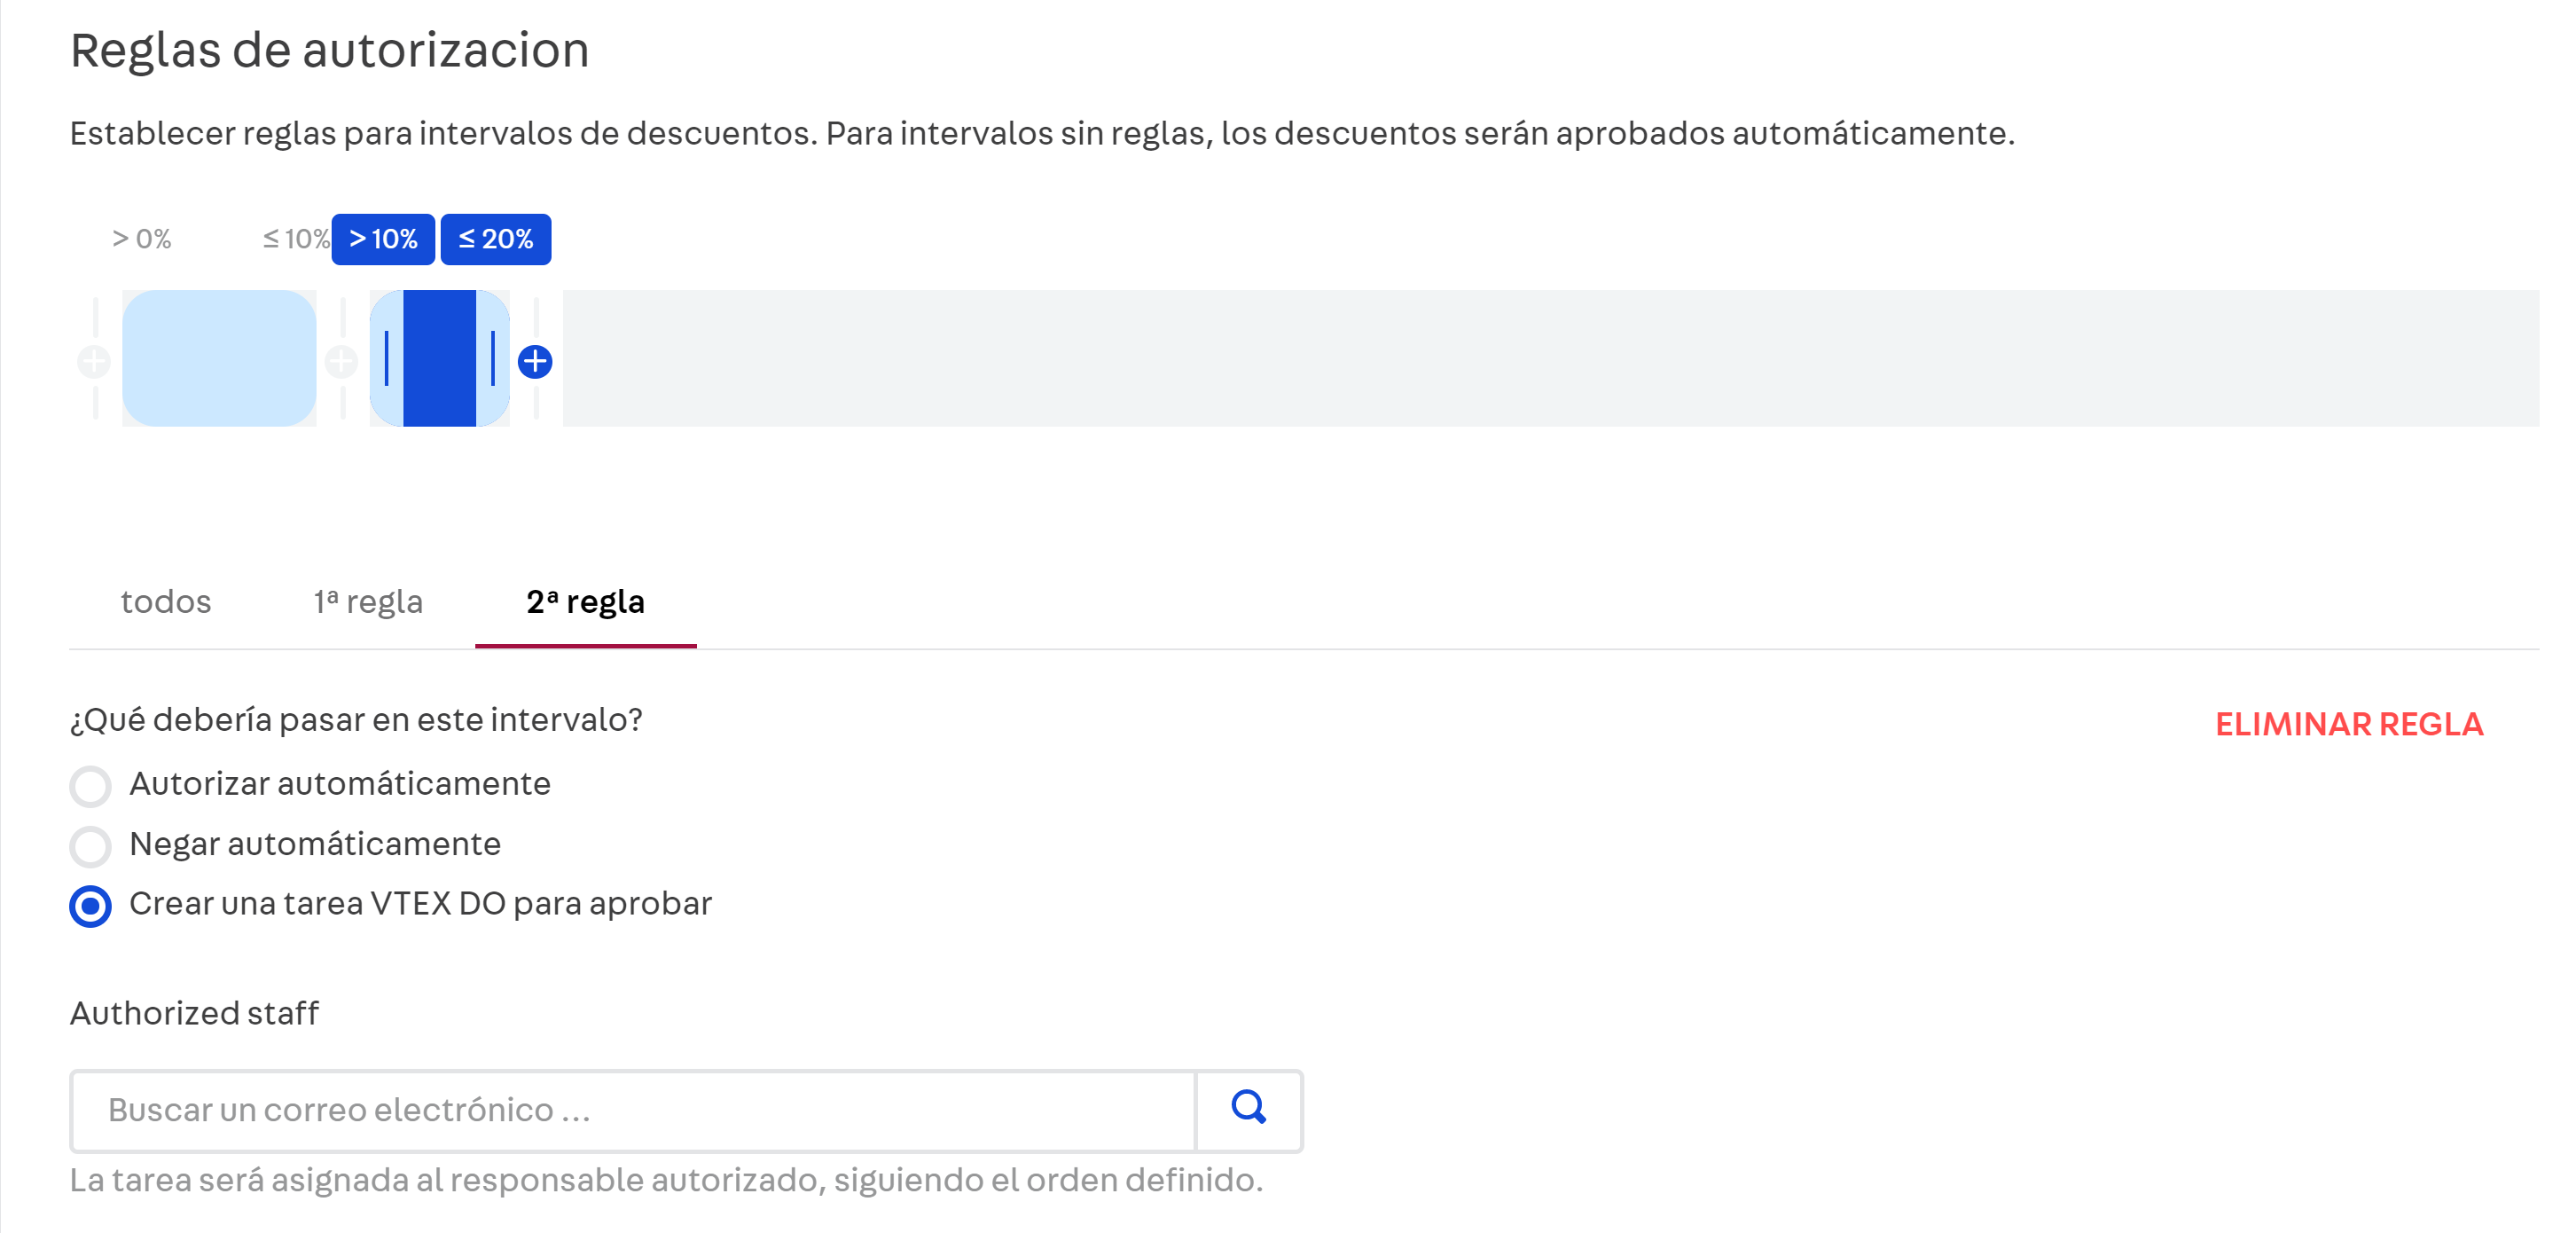 Reglas de autorizacion
Establecer reglas para intervalos de descuentos. Para intervalos sin reglas, los descuentos serán aprobados automáticamente.
> 0% ≤ 10% > 10% ≤ 20%
todos 1ª regla 2ª regla
¿Qué debería pasar en este intervalo?
ELIMINAR REGLA
Autorizar automáticamente
Negar automáticamente
Crear una tarea VTEX DO para aprobar
Authorized staff
Buscar un correo electrónico ...
La tarea será asignada al responsable autorizado, siguiendo el orden definido.